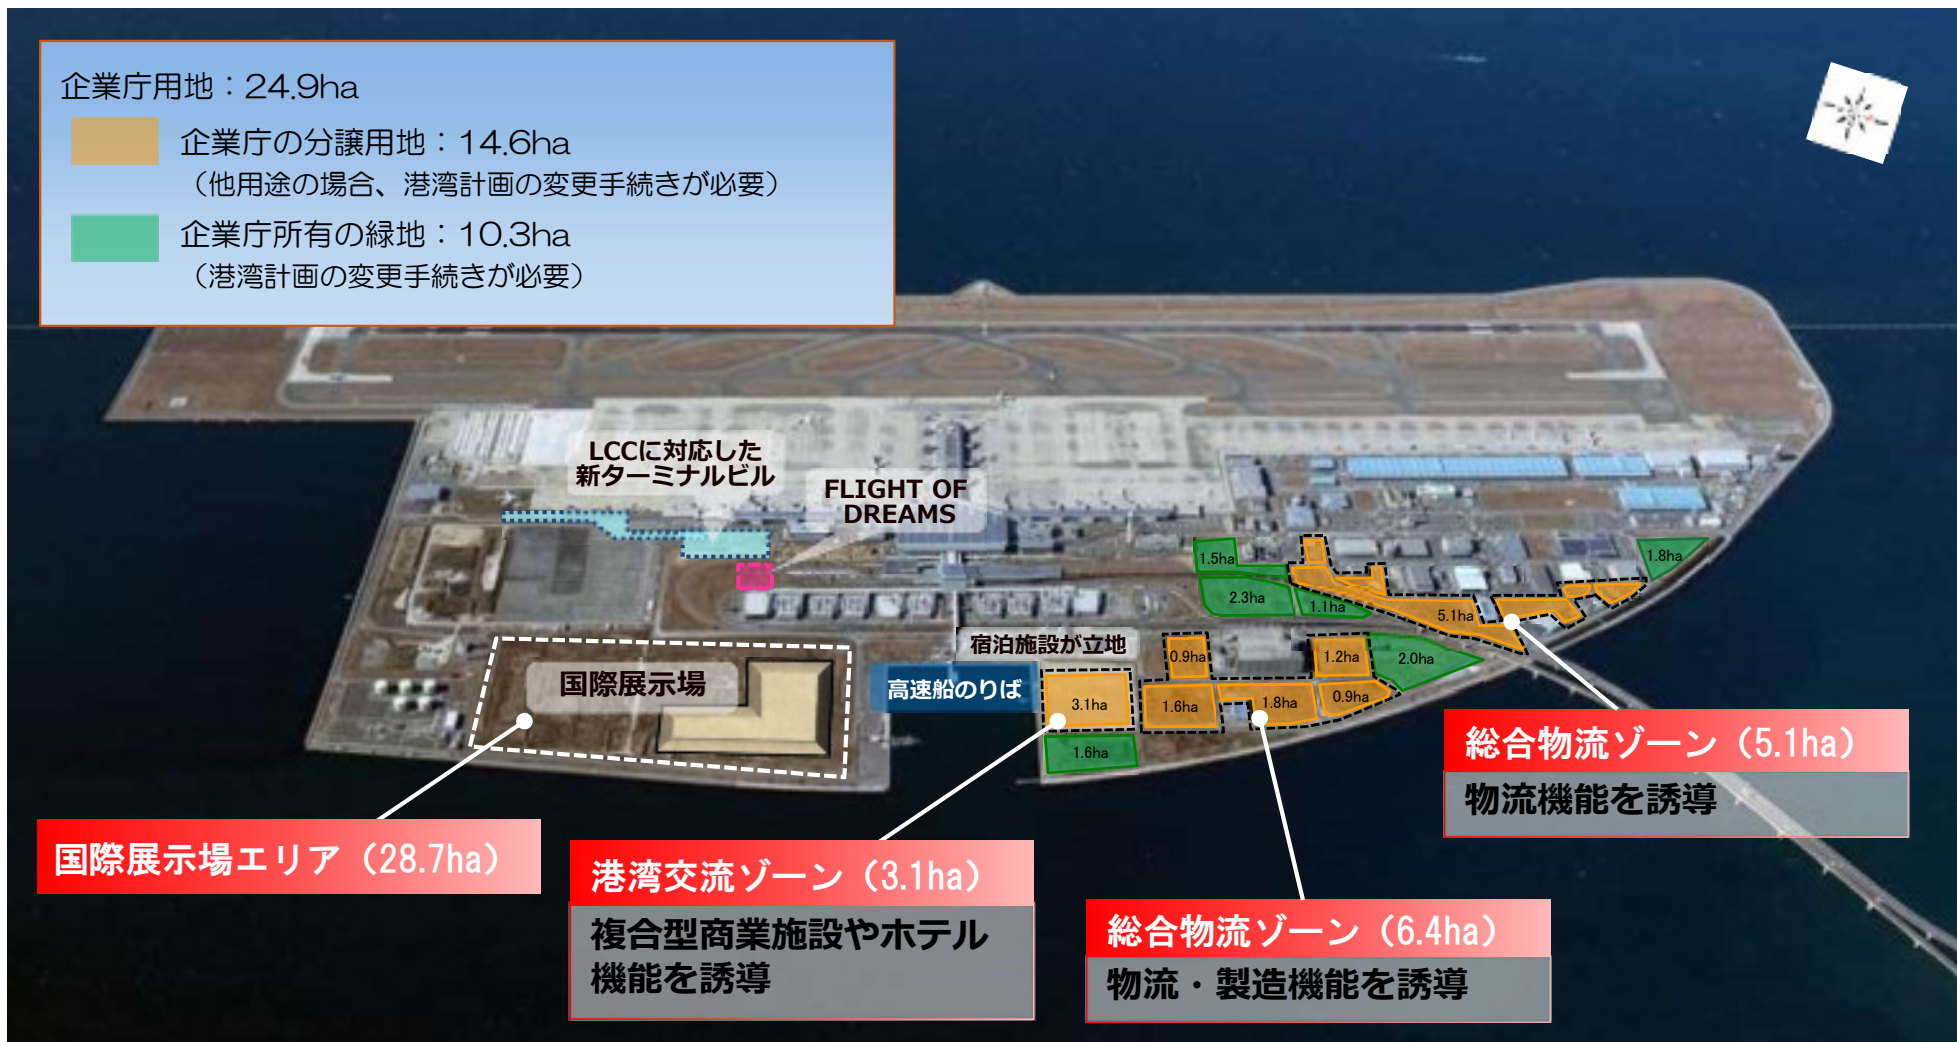 企業庁用地：24.9ha
企業庁の分譲用地：14.6ha
（他用途の場合、港湾計画の変更手続きが必要）
企業庁所有の緑地：10.3ha
（港湾計画の変更手続きが必要）
LCCに対応した
新ターミナルビル
FLIGHT OF
DREAMS
1.5ha
1.8ha
2.3ha
1.1ha
5.1ha
宿泊施設が立地
0.9ha
1.2ha
2.0ha
国際展示場
高速船のりば
3.1ha
1.6ha
1.8ha
0.9ha
1.6ha
総合物流ゾーン（5.1ha）
物流機能を誘導
国際展示場エリア（28.7ha）
港湾交流ゾーン（3.1ha）
複合型商業施設やホテル
機能を誘導
総合物流ゾーン（6.4ha）
物流・製造機能を誘導